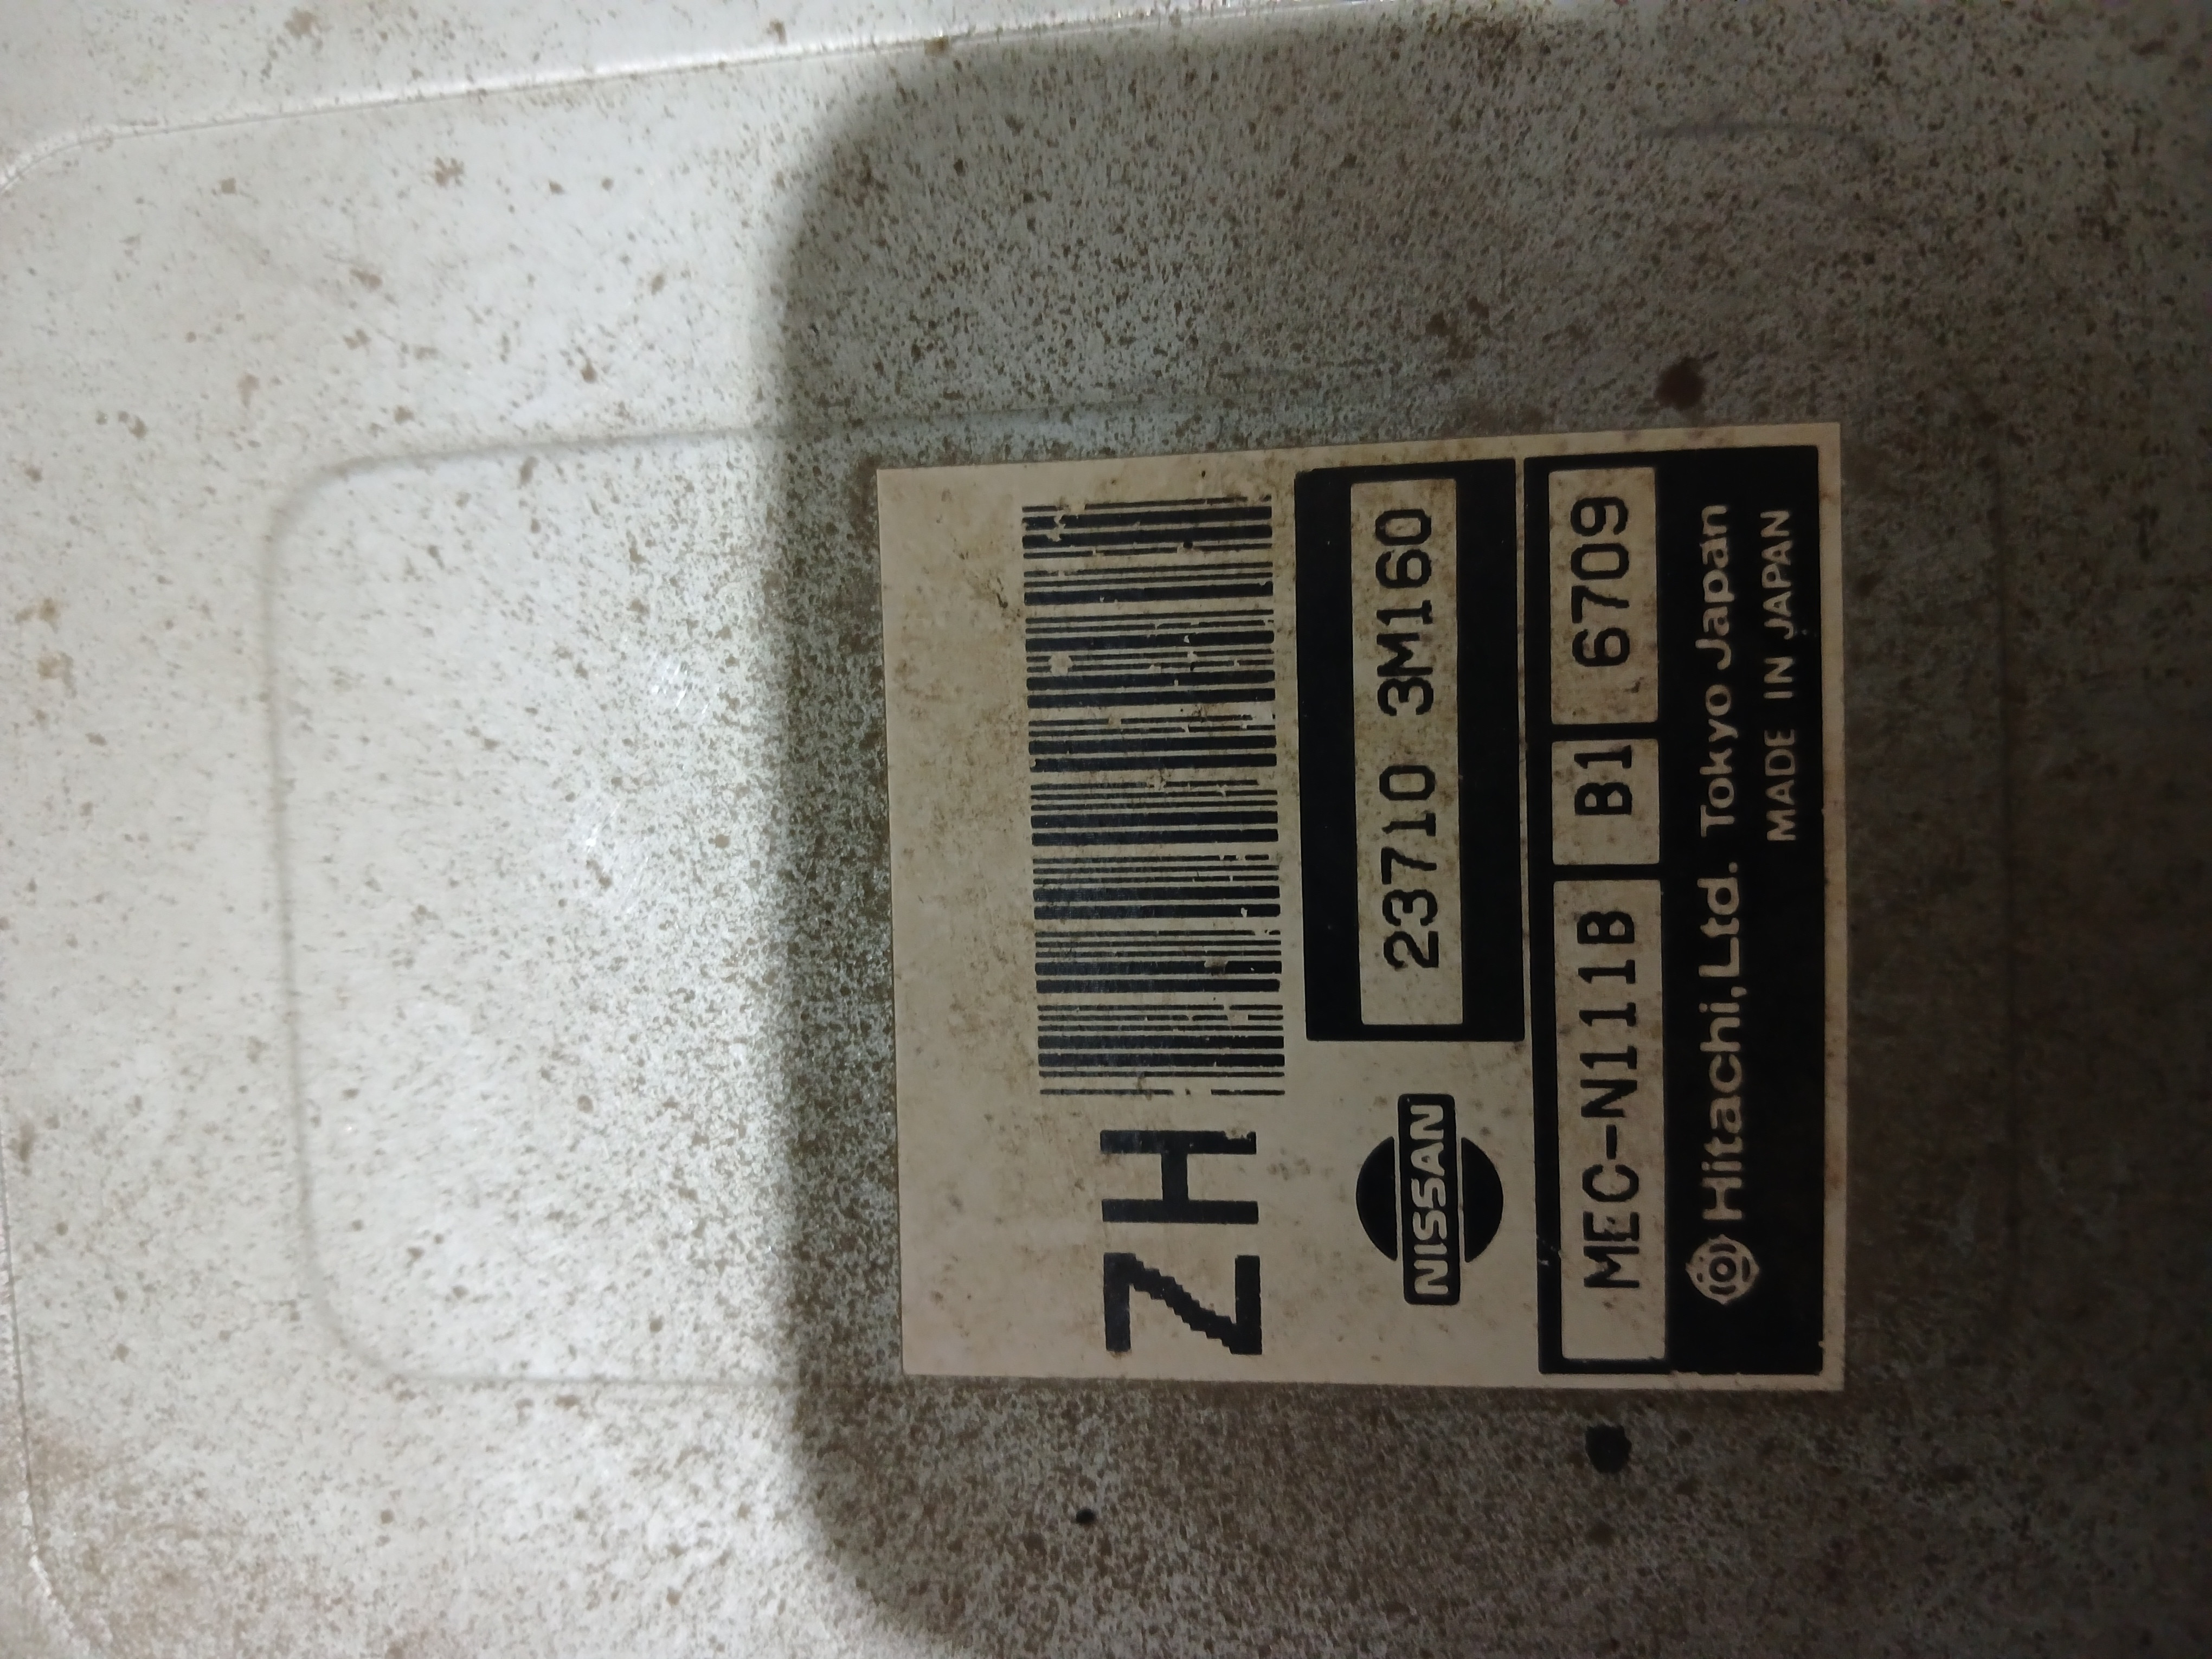 ZH
NISSAN
23710 3M160
MEC-N111B B1 6709
Hitachi,Ltd. Tokyo Japan
MADE IN JAPAN